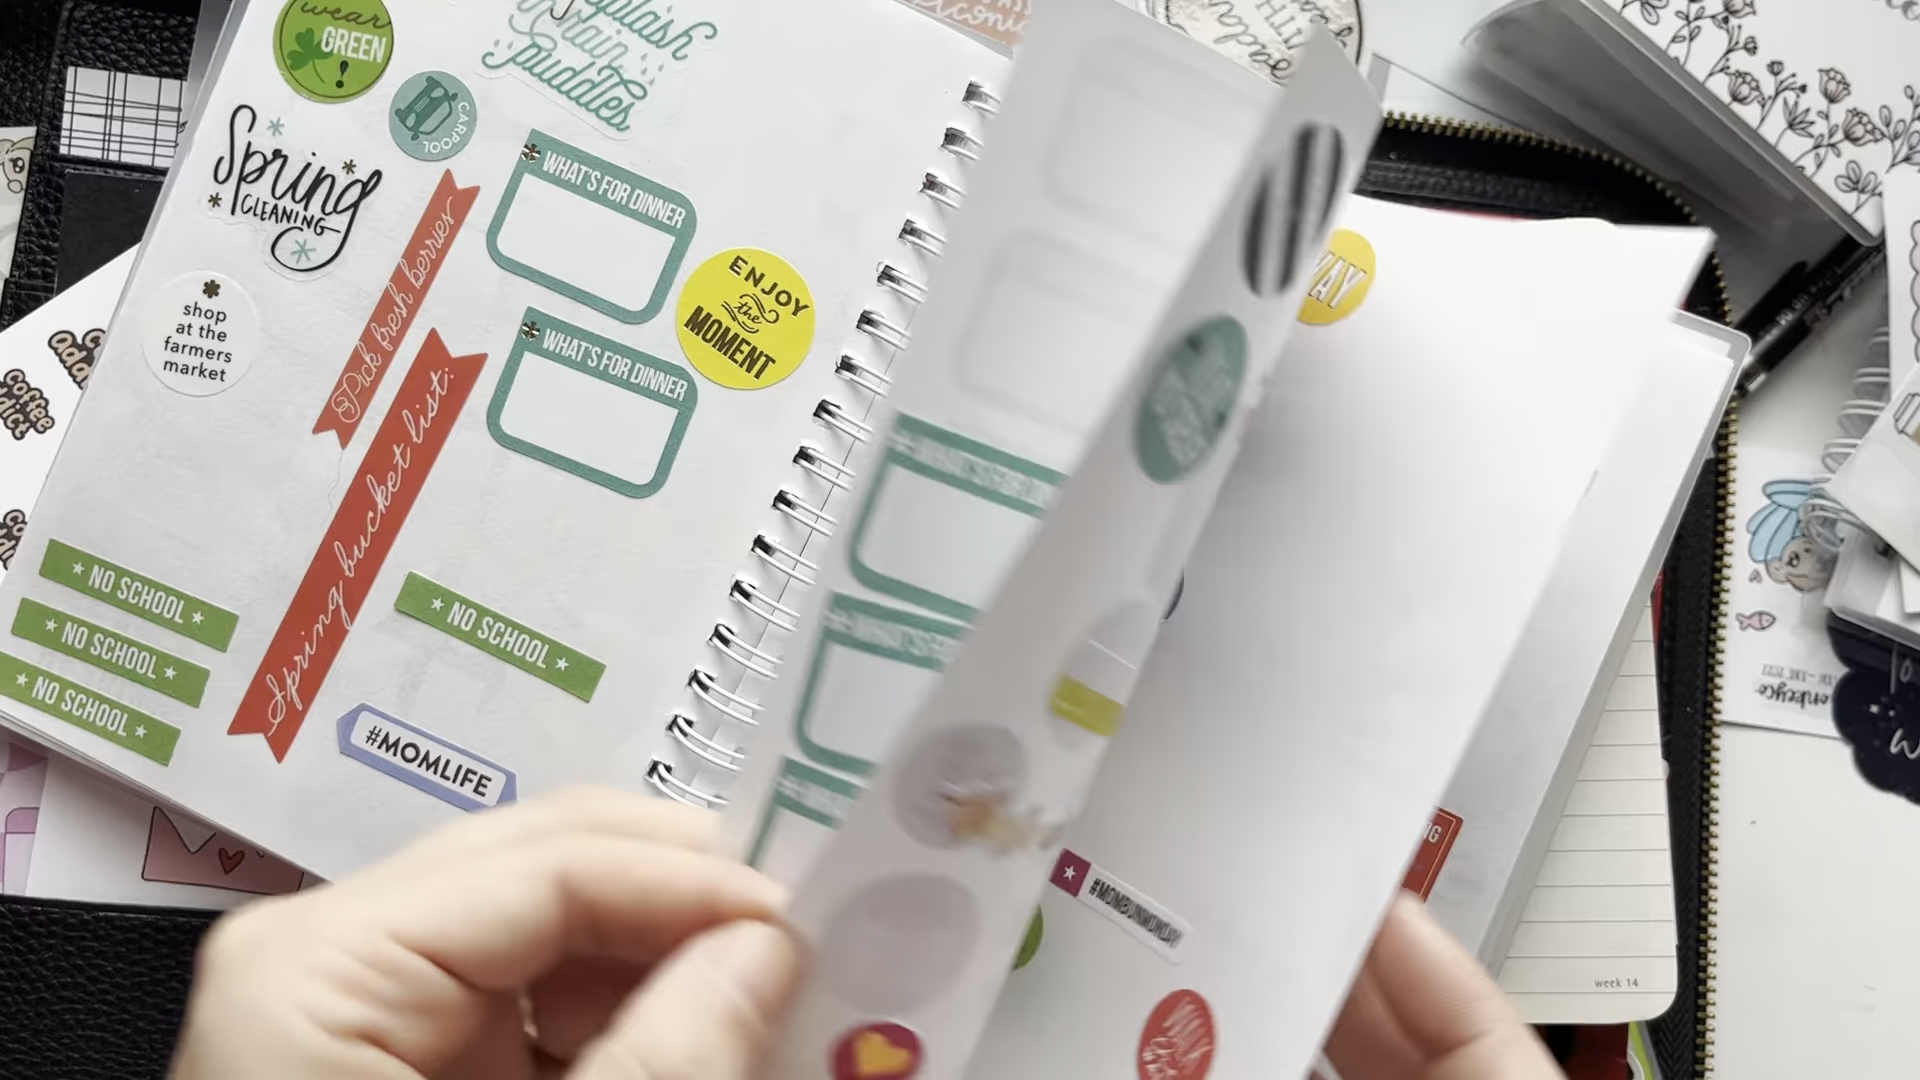 wear
GREEN
!
CARPOOL
Splash
rain
puddles
Spring
CLEANING
shop
at the
farmers
market
Pick fresh berries
Spring bucket list:
WHAT'S FOR DINNER
WHAT'S FOR DINNER
ENJOY
the
MOMENT
★ NO SCHOOL ★
★ NO SCHOOL ★
★ NO SCHOOL ★
★ NO SCHOOL ★
#MOMLIFE
#MOMBUNMONDAY
week 14
Coffee